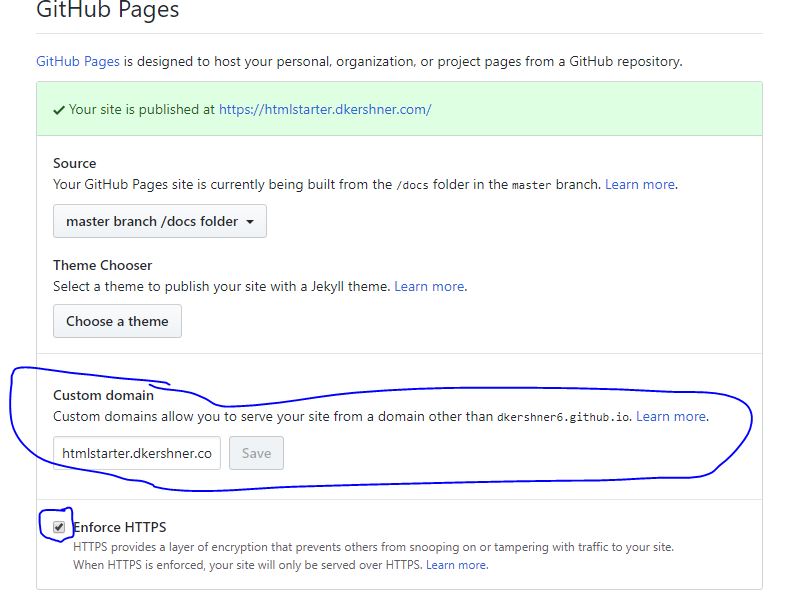 GitHub Pages
GitHub Pages is designed to host your personal, organization, or project pages from a GitHub repository.
✔ Your site is published at https://htmlstarter.dkershner.com/
Source
Your GitHub Pages site is currently being built from the /docs folder in the master branch. Learn more.
master branch /docs folder
Theme Chooser
Select a theme to publish your site with a Jekyll theme. Learn more.
Choose a theme
Custom domain
Custom domains allow you to serve your site from a domain other than dkershner6.github.io. Learn more.
htmlstarter.dkershner.co Save
Enforce HTTPS
HTTPS provides a layer of encryption that prevents others from snooping on or tampering with traffic to your site.
When HTTPS is enforced, your site will only be served over HTTPS. Learn more.